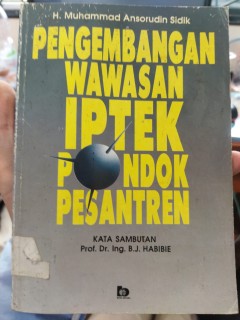 H. Muhammad Ansorudin Sidik
PENGEMBANGAN
WAWASAN
IPTEK
PONDOK
PESANTREN
KATA SAMBUTAN
Prof. Dr. Ing. B.J. HABIBIE